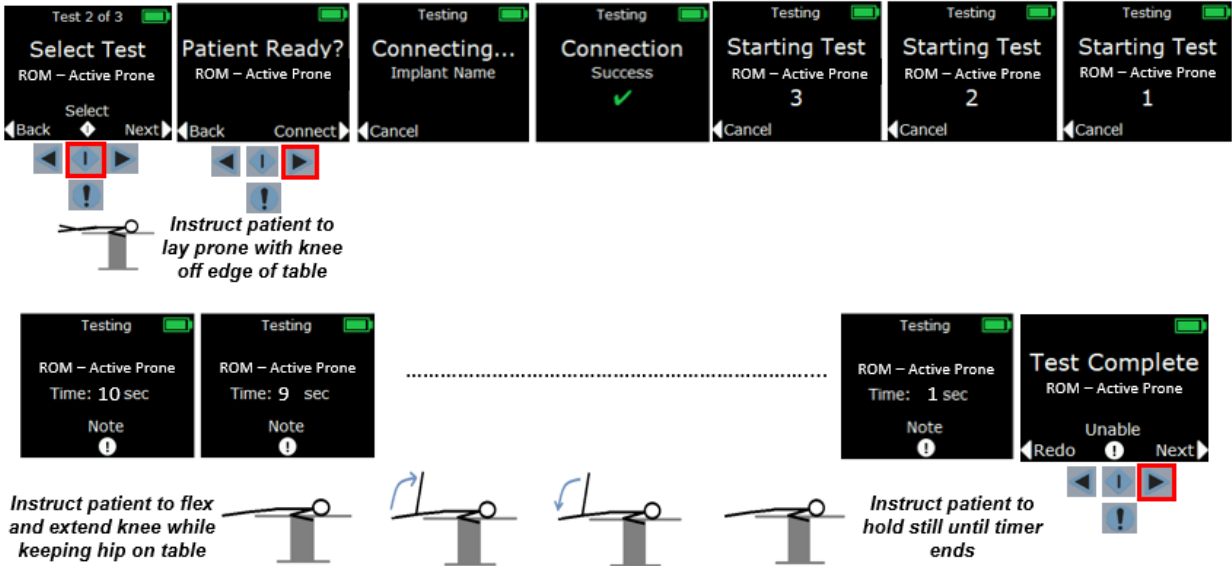 Test 2 of 3
Select Test
ROM – Active Prone
Select
Back Next
Patient Ready?
ROM – Active Prone
Back Connect
Testing
Connecting...
Implant Name
Cancel
Testing
Connection
Success
Testing
Starting Test
ROM – Active Prone
3
Cancel
Testing
Starting Test
ROM – Active Prone
2
Cancel
Testing
Starting Test
ROM – Active Prone
1
Cancel
Instruct patient to
lay prone with knee
off edge of table
Testing
ROM – Active Prone
Time: 10 sec
Note
Testing
ROM – Active Prone
Time: 9 sec
Note
Testing
ROM – Active Prone
Time: 1 sec
Note
Test Complete
ROM – Active Prone
Unable
Redo Next
Instruct patient to flex
and extend knee while
keeping hip on table
Instruct patient to
hold still until timer
ends